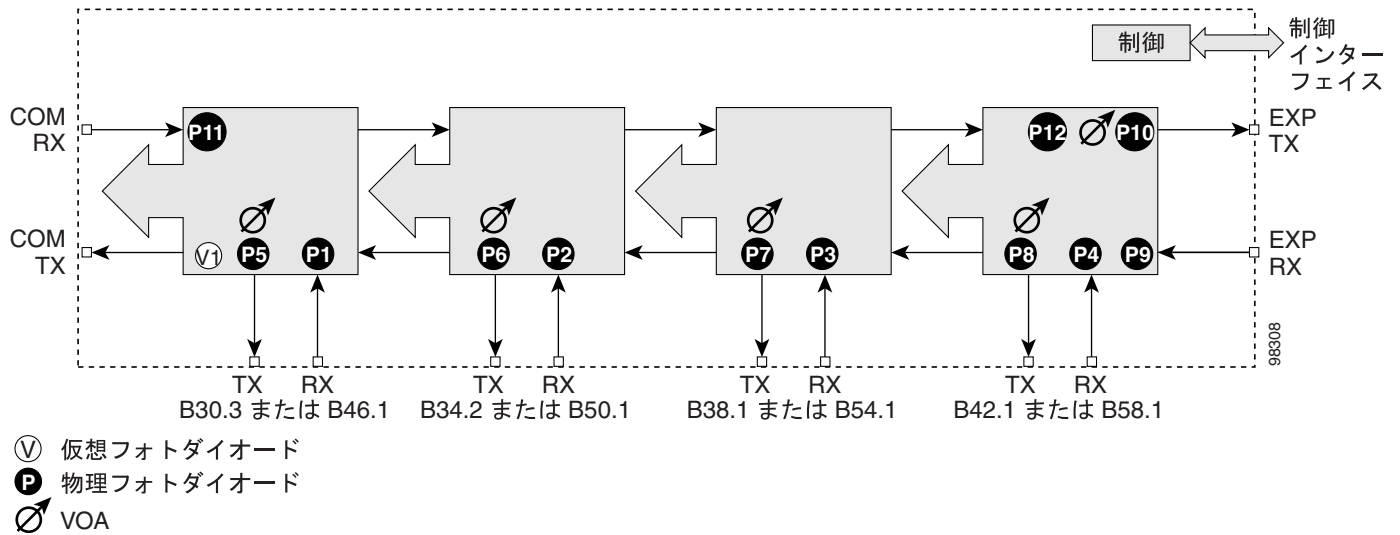 制御
制御
インター
フェイス
COM
RX
P11
P12
P10
EXP
TX
COM
TX
V1
P5
P1
P6
P2
P7
P3
P8
P4
P9
EXP
RX
98308
TX RX
TX RX
TX RX
TX RX
B30.3 または B46.1
B34.2 または B50.1
B38.1 または B54.1
B42.1 または B58.1
V 仮想フォトダイオード
P 物理フォトダイオード
VOA